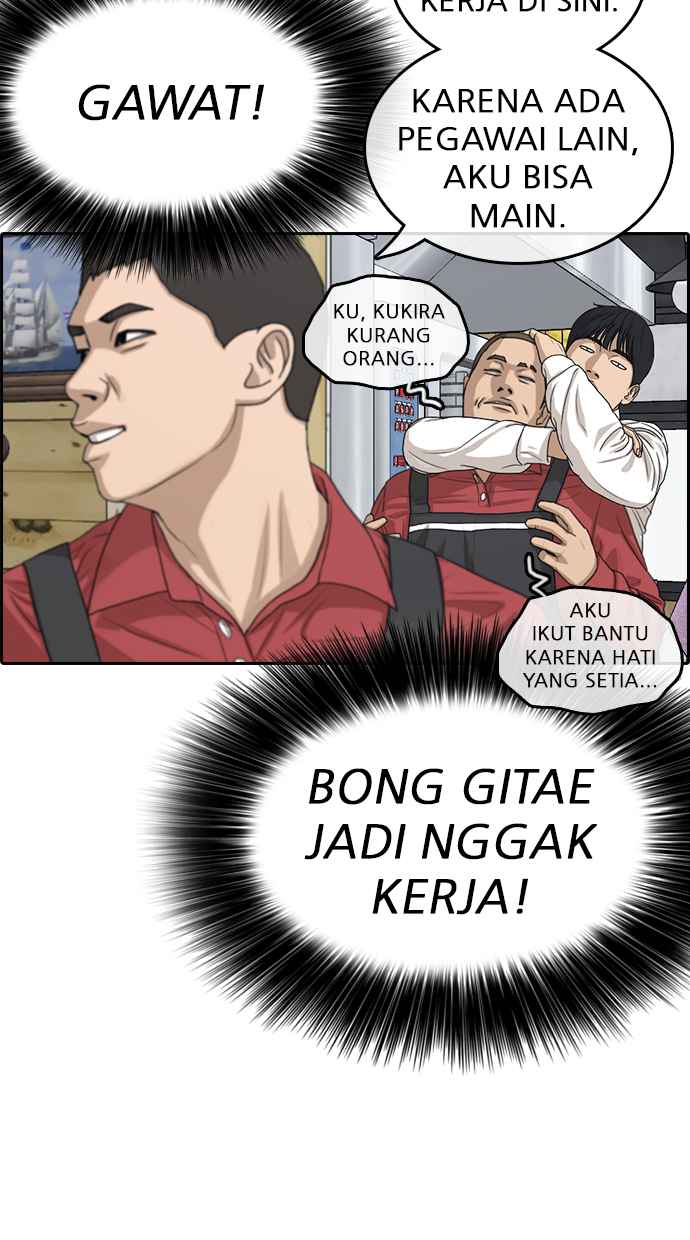 KERJA DI SINI.
GAWAT!
KARENA ADA
PEGAWAI LAIN,
AKU BISA
MAIN.
KU, KUKIRA
KURANG
ORANG...
AKU
IKUT BANTU
KARENA HATI
YANG SETIA...
BONG GITAE
JADI NGGAK
KERJA!